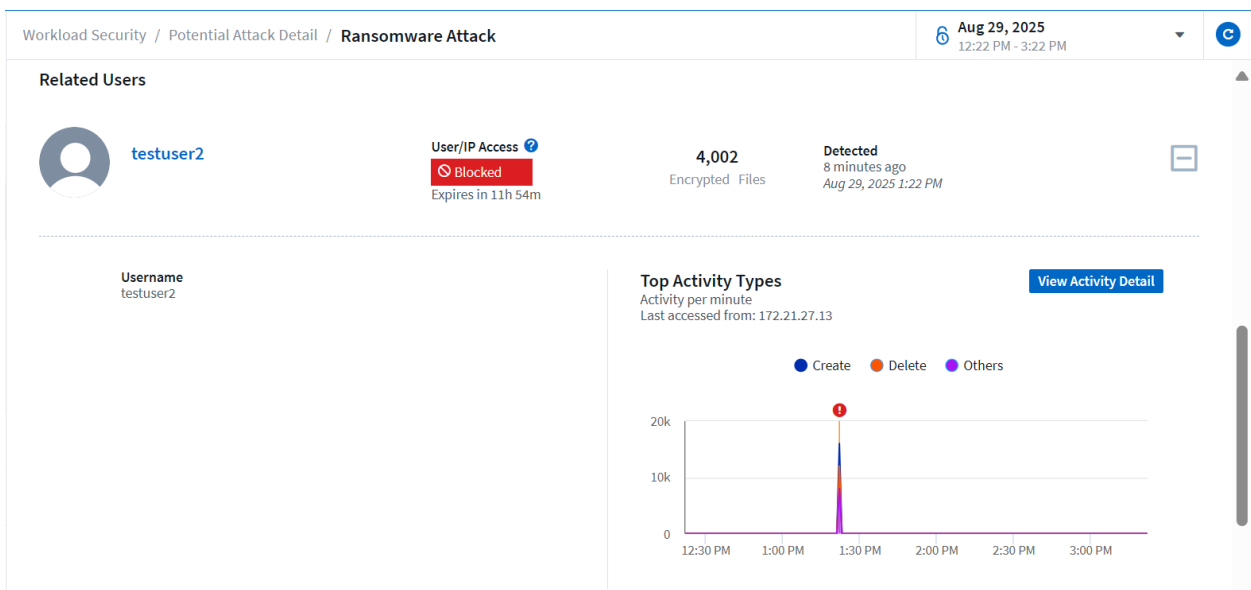 Workload Security / Potential Attack Detail / Ransomware Attack
Aug 29, 2025
12:22 PM - 3:22 PM
Related Users
testuser2
User/IP Access ?
Blocked
Expires in 11h 54m
4,002
Encrypted Files
Detected
8 minutes ago
Aug 29, 2025 1:22 PM
Username
testuser2
Top Activity Types
Activity per minute
Last accessed from: 172.21.27.13
View Activity Detail
Create Delete Others
20k
10k
0
12:30 PM 1:00 PM 1:30 PM 2:00 PM 2:30 PM 3:00 PM